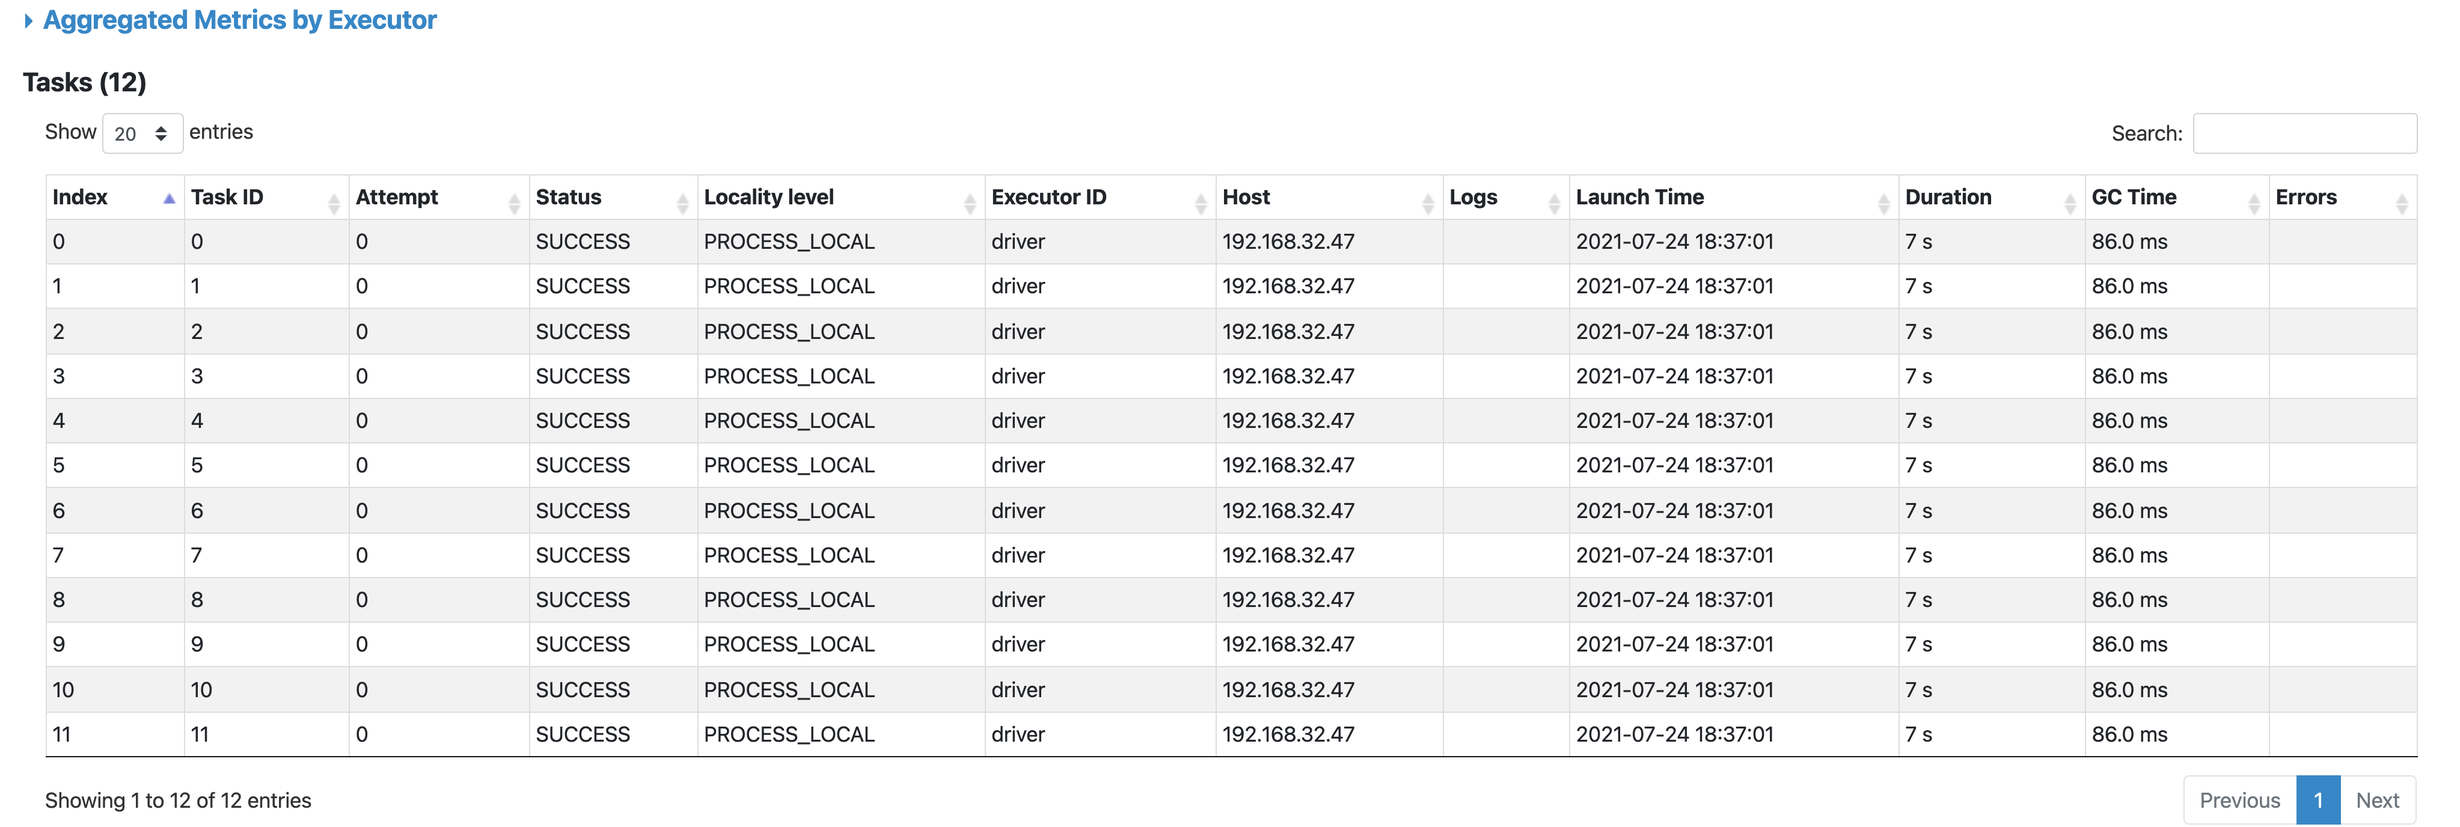 Aggregated Metrics by Executor
Tasks (12)
Show 20 entries Search:
Index Task ID Attempt Status Locality level Executor ID Host Logs Launch Time Duration GC Time Errors
0 0 0 SUCCESS PROCESS_LOCAL driver 192.168.32.47 2021-07-24 18:37:01 7 s 86.0 ms
1 1 0 SUCCESS PROCESS_LOCAL driver 192.168.32.47 2021-07-24 18:37:01 7 s 86.0 ms
2 2 0 SUCCESS PROCESS_LOCAL driver 192.168.32.47 2021-07-24 18:37:01 7 s 86.0 ms
3 3 0 SUCCESS PROCESS_LOCAL driver 192.168.32.47 2021-07-24 18:37:01 7 s 86.0 ms
4 4 0 SUCCESS PROCESS_LOCAL driver 192.168.32.47 2021-07-24 18:37:01 7 s 86.0 ms
5 5 0 SUCCESS PROCESS_LOCAL driver 192.168.32.47 2021-07-24 18:37:01 7 s 86.0 ms
6 6 0 SUCCESS PROCESS_LOCAL driver 192.168.32.47 2021-07-24 18:37:01 7 s 86.0 ms
7 7 0 SUCCESS PROCESS_LOCAL driver 192.168.32.47 2021-07-24 18:37:01 7 s 86.0 ms
8 8 0 SUCCESS PROCESS_LOCAL driver 192.168.32.47 2021-07-24 18:37:01 7 s 86.0 ms
9 9 0 SUCCESS PROCESS_LOCAL driver 192.168.32.47 2021-07-24 18:37:01 7 s 86.0 ms
10 10 0 SUCCESS PROCESS_LOCAL driver 192.168.32.47 2021-07-24 18:37:01 7 s 86.0 ms
11 11 0 SUCCESS PROCESS_LOCAL driver 192.168.32.47 2021-07-24 18:37:01 7 s 86.0 ms
Showing 1 to 12 of 12 entries Previous 1 Next